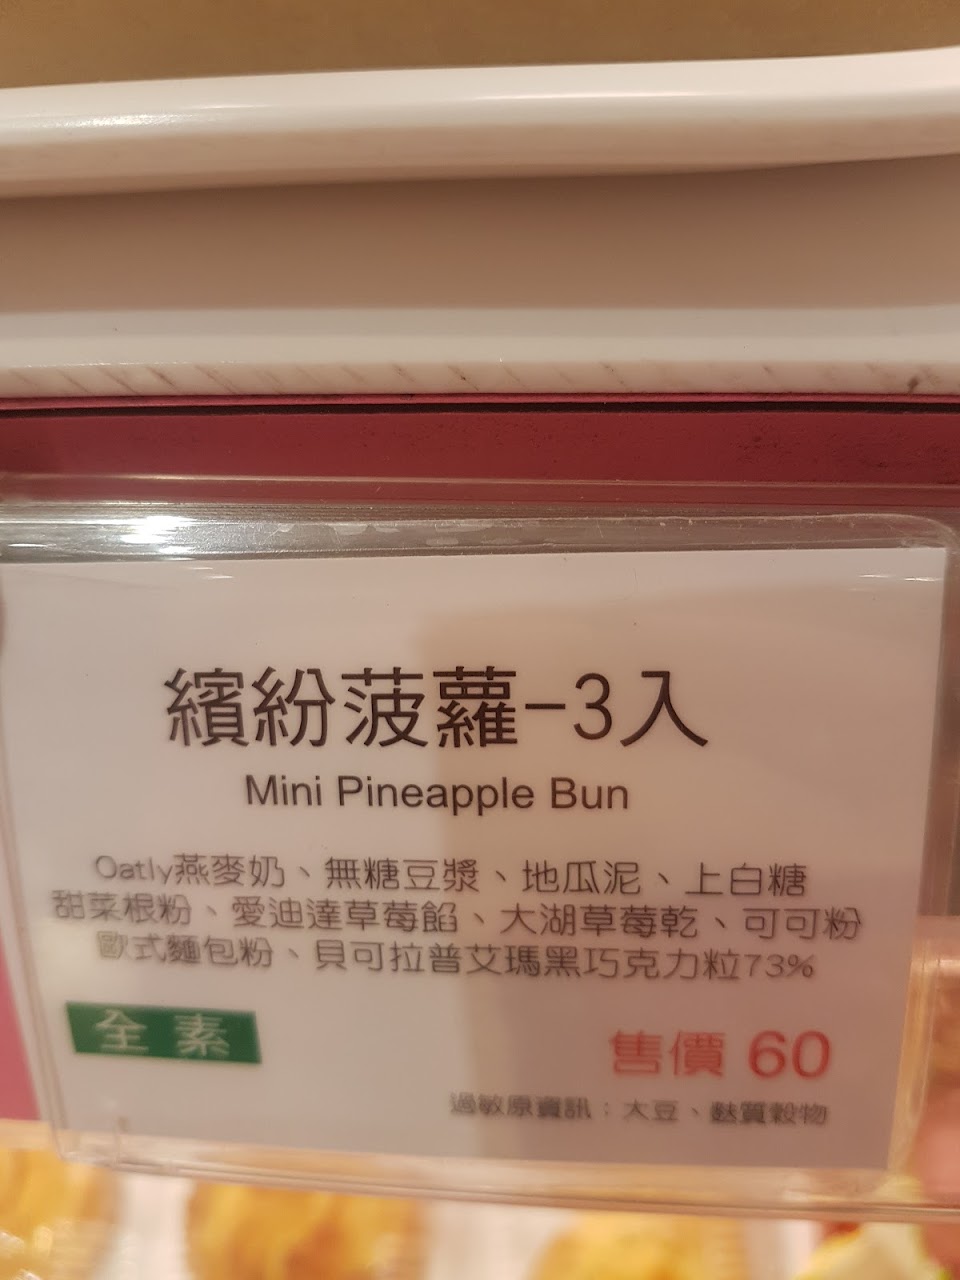 繽紛菠蘿-3入
Mini Pineapple Bun
Oatly燕麥奶、無糖豆漿、地瓜泥、上白糖
甜菜根粉、愛迪達草莓餡、大湖草莓乾、可可粉
歐式麵包粉、貝可拉普艾瑪黑巧克力粒73%
全素
售價 60
過敏原資訊：大豆、麩質穀物